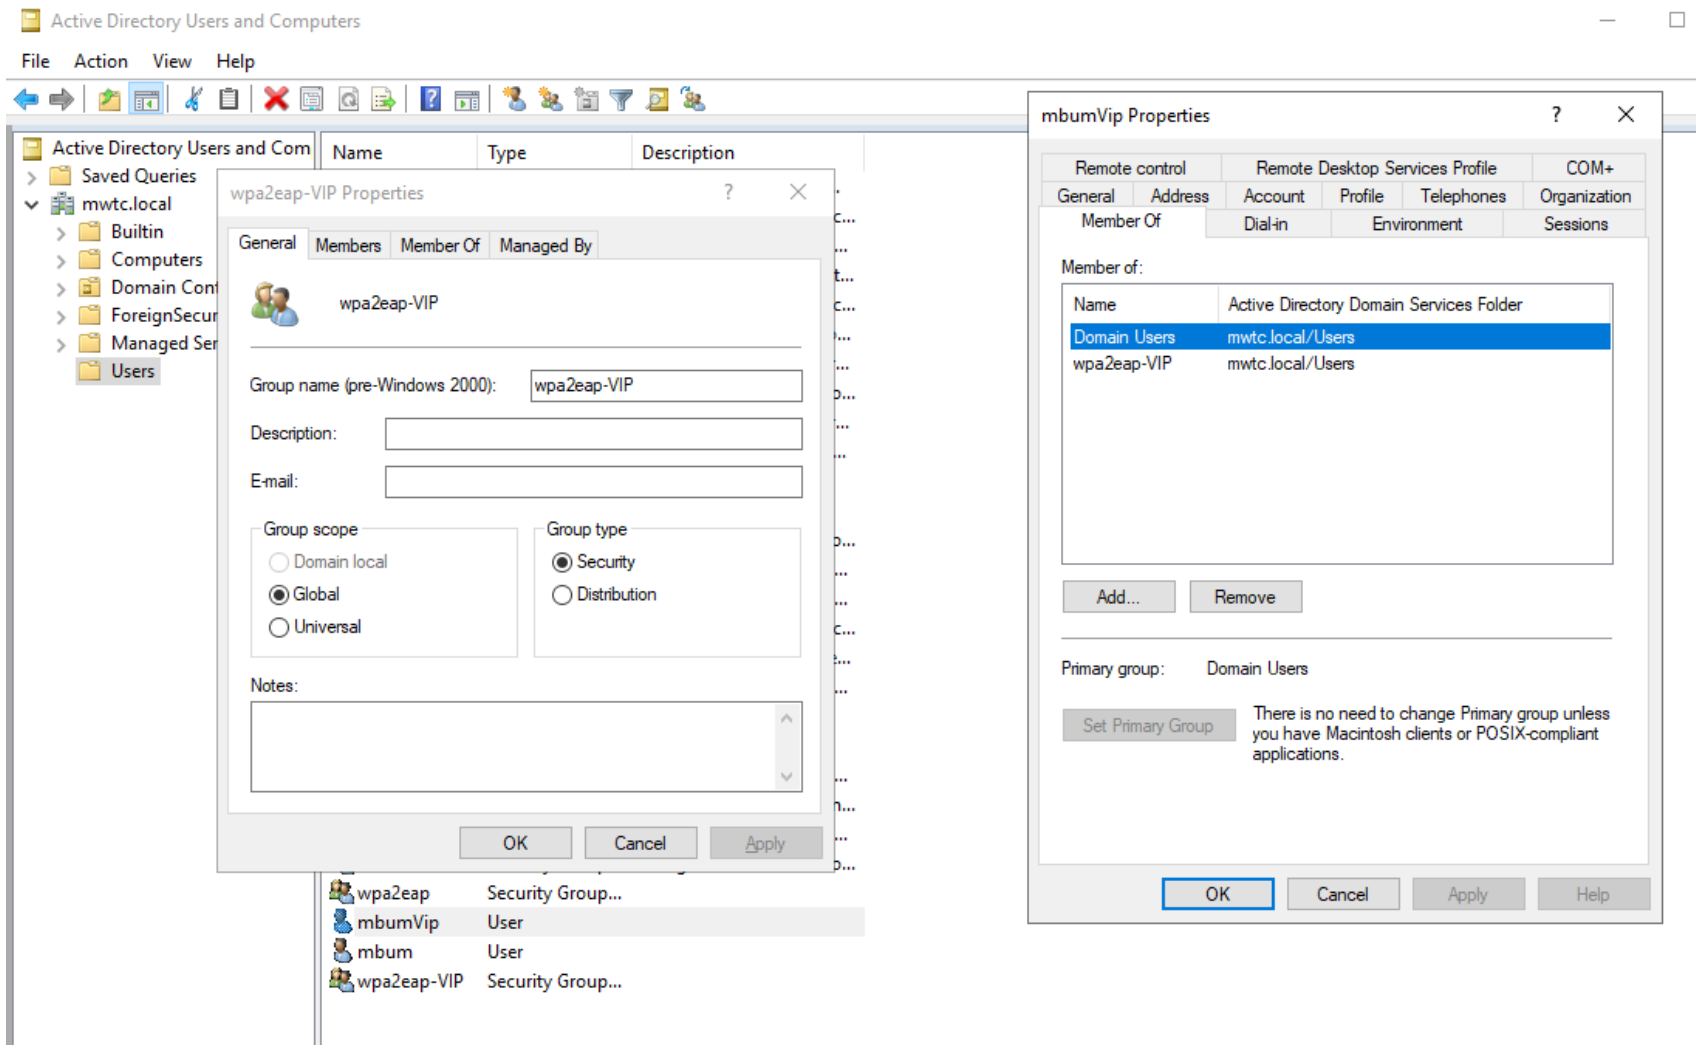 Active Directory Users and Computers
File Action View Help
Active Directory Users and Com
Saved Queries
mwtc.local
Builtin
Computers
Domain Cont
ForeignSecur
Managed Ser
Users
Name Type Description
wpa2eap Security Group...
mbumVip User
mbum User
wpa2eap-VIP Security Group...
wpa2eap-VIP Properties
?
General Members Member Of Managed By
wpa2eap-VIP
Group name (pre-Windows 2000): wpa2eap-VIP
Description:
E-mail:
Group scope
Domain local
Global
Universal
Group type
Security
Distribution
Notes:
OK Cancel Apply
mbumVip Properties
?
Remote control Remote Desktop Services Profile COM+
General Address Account Profile Telephones Organization
Member Of Dial-in Environment Sessions
Member of:
Name Active Directory Domain Services Folder
Domain Users mwtc.local/Users
wpa2eap-VIP mwtc.local/Users
Add... Remove
Primary group: Domain Users
Set Primary Group
There is no need to change Primary group unless
you have Macintosh clients or POSIX-compliant
applications.
OK Cancel Apply Help